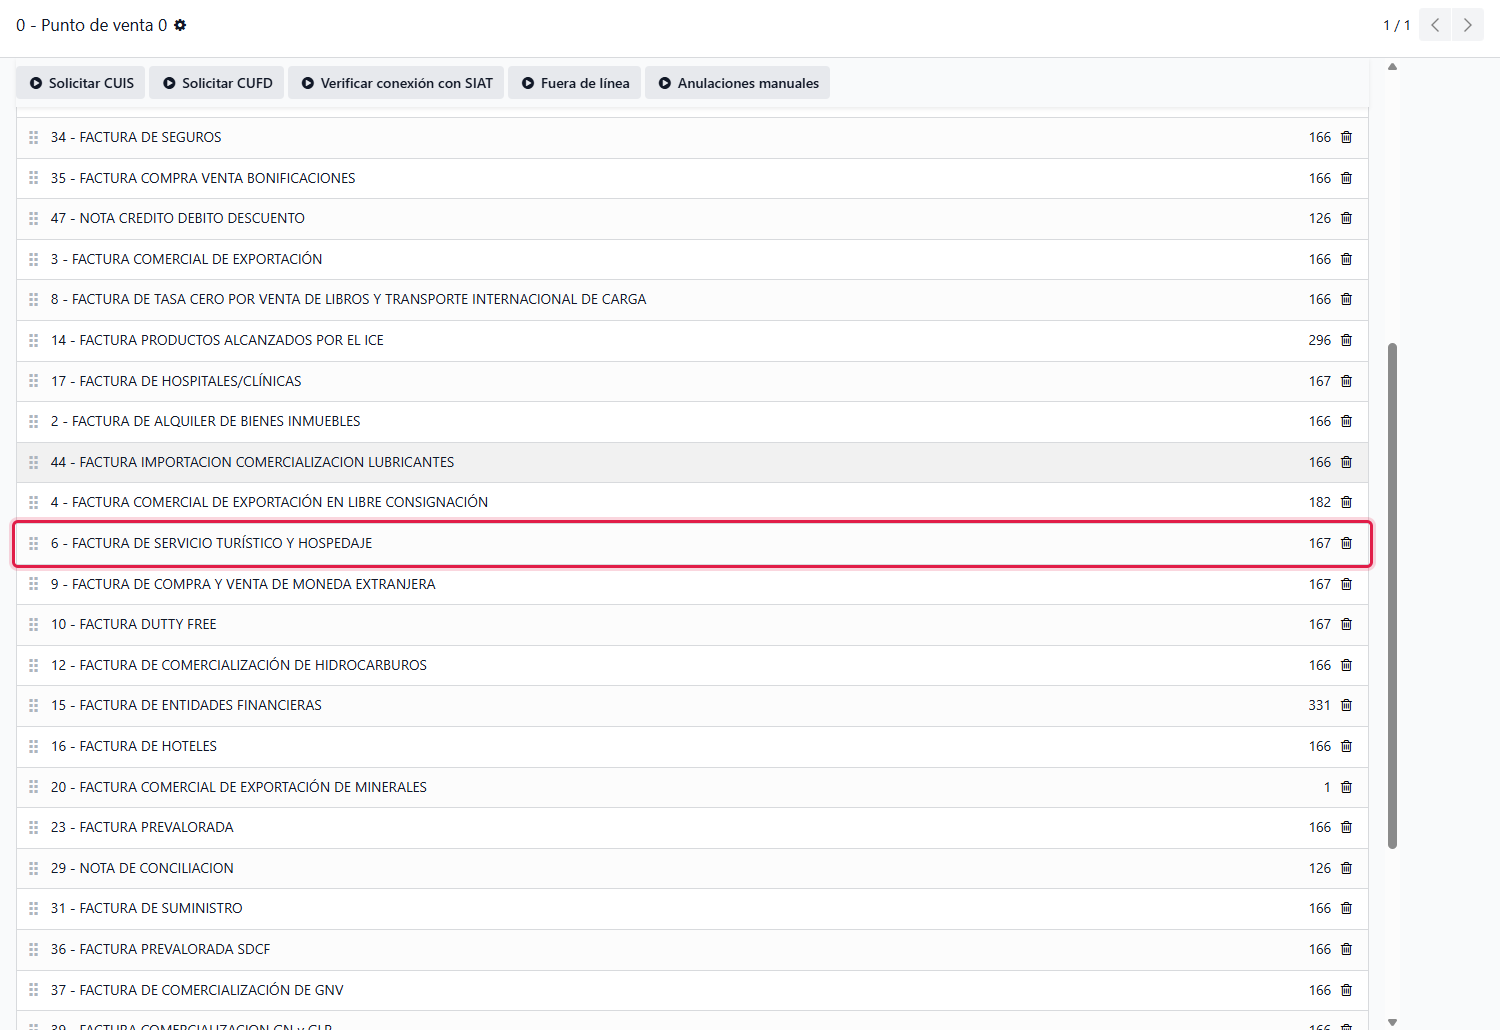 0 - Punto de venta 0
1 / 1
Solicitar CUIS
Solicitar CUFD
Verificar conexión con SIAT
Fuera de línea
Anulaciones manuales
34 - FACTURA DE SEGUROS 166
35 - FACTURA COMPRA VENTA BONIFICACIONES 166
47 - NOTA CREDITO DEBITO DESCUENTO 126
3 - FACTURA COMERCIAL DE EXPORTACIÓN 166
8 - FACTURA DE TASA CERO POR VENTA DE LIBROS Y TRANSPORTE INTERNACIONAL DE CARGA 166
14 - FACTURA PRODUCTOS ALCANZADOS POR EL ICE 296
17 - FACTURA DE HOSPITALES/CLÍNICAS 167
2 - FACTURA DE ALQUILER DE BIENES INMUEBLES 166
44 - FACTURA IMPORTACION COMERCIALIZACION LUBRICANTES 166
4 - FACTURA COMERCIAL DE EXPORTACIÓN EN LIBRE CONSIGNACIÓN 182
6 - FACTURA DE SERVICIO TURÍSTICO Y HOSPEDAJE 167
9 - FACTURA DE COMPRA Y VENTA DE MONEDA EXTRANJERA 167
10 - FACTURA DUTTY FREE 167
12 - FACTURA DE COMERCIALIZACIÓN DE HIDROCARBUROS 166
15 - FACTURA DE ENTIDADES FINANCIERAS 331
16 - FACTURA DE HOTELES 166
20 - FACTURA COMERCIAL DE EXPORTACIÓN DE MINERALES 1
23 - FACTURA PREVALORADA 166
29 - NOTA DE CONCILIACION 126
31 - FACTURA DE SUMINISTRO 166
36 - FACTURA PREVALORADA SDCF 166
37 - FACTURA DE COMERCIALIZACIÓN DE GNV 166
39 - FACTURA COMERCIALIZACION GN y GLP 166